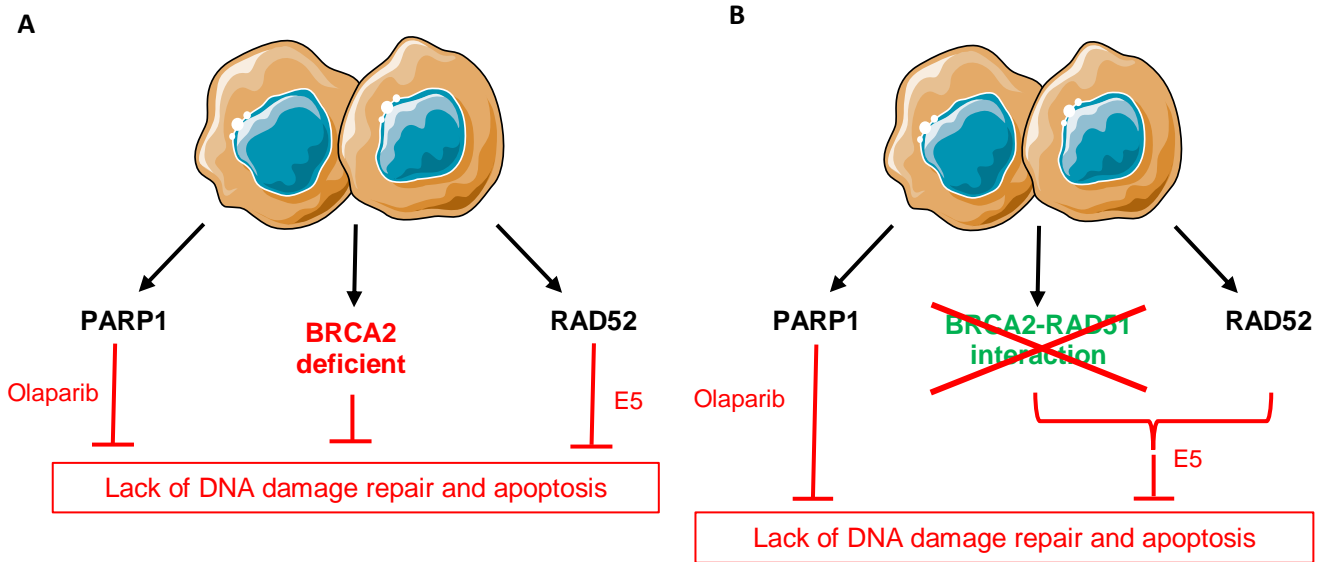 A
PARP1
BRCA2
deficient
RAD52
Olaparib
E5
Lack of DNA damage repair and apoptosis
B
PARP1
BRCA2-RAD51
interaction
RAD52
Olaparib
E5
Lack of DNA damage repair and apoptosis